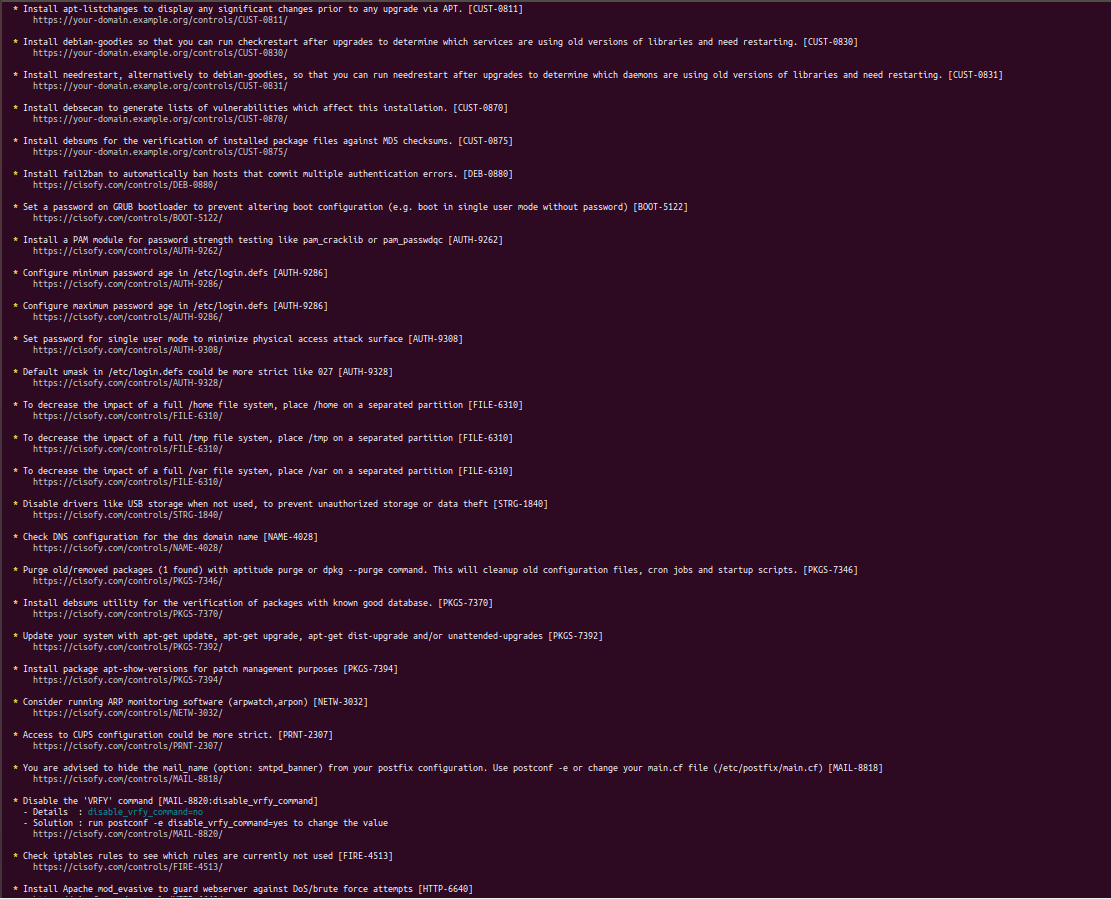 * Install apt-listchanges to display any significant changes prior to any upgrade via APT. [CUST-0811]
https://your-domain.example.org/controls/CUST-0811/
* Install debian-goodies so that you can run checkrestart after upgrades to determine which services are using old versions of libraries and need restarting. [CUST-0830]
https://your-domain.example.org/controls/CUST-0830/
* Install needrestart, alternatively to debian-goodies, so that you can run needrestart after upgrades to determine which daemons are using old versions of libraries and need restarting. [CUST-0831]
https://your-domain.example.org/controls/CUST-0831/
* Install debsecan to generate lists of vulnerabilities which affect this installation. [CUST-0870]
https://your-domain.example.org/controls/CUST-0870/
* Install debsums for the verification of installed package files against MD5 checksums. [CUST-0875]
https://your-domain.example.org/controls/CUST-0875/
* Install fail2ban to automatically ban hosts that commit multiple authentication errors. [DEB-0880]
https://cisofy.com/controls/DEB-0880/
* Set a password on GRUB bootloader to prevent altering boot configuration (e.g. boot in single user mode without password) [BOOT-5122]
https://cisofy.com/controls/BOOT-5122/
* Install a PAM module for password strength testing like pam_cracklib or pam_passwdqc [AUTH-9262]
https://cisofy.com/controls/AUTH-9262/
* Configure minimum password age in /etc/login.defs [AUTH-9286]
https://cisofy.com/controls/AUTH-9286/
* Configure maximum password age in /etc/login.defs [AUTH-9286]
https://cisofy.com/controls/AUTH-9286/
* Set password for single user mode to minimize physical access attack surface [AUTH-9308]
https://cisofy.com/controls/AUTH-9308/
* Default umask in /etc/login.defs could be more strict like 027 [AUTH-9328]
https://cisofy.com/controls/AUTH-9328/
* To decrease the impact of a full /home file system, place /home on a separated partition [FILE-6310]
https://cisofy.com/controls/FILE-6310/
* To decrease the impact of a full /tmp file system, place /tmp on a separated partition [FILE-6310]
https://cisofy.com/controls/FILE-6310/
* To decrease the impact of a full /var file system, place /var on a separated partition [FILE-6310]
https://cisofy.com/controls/FILE-6310/
* Disable drivers like USB storage when not used, to prevent unauthorized storage or data theft [STRG-1840]
https://cisofy.com/controls/STRG-1840/
* Check DNS configuration for the dns domain name [NAME-4028]
https://cisofy.com/controls/NAME-4028/
* Purge old/removed packages (1 found) with aptitude purge or dpkg --purge command. This will cleanup old configuration files, cron jobs and startup scripts. [PKGS-7346]
https://cisofy.com/controls/PKGS-7346/
* Install debsums utility for the verification of packages with known good database. [PKGS-7370]
https://cisofy.com/controls/PKGS-7370/
* Update your system with apt-get update, apt-get upgrade, apt-get dist-upgrade and/or unattended-upgrades [PKGS-7392]
https://cisofy.com/controls/PKGS-7392/
* Install package apt-show-versions for patch management purposes [PKGS-7394]
https://cisofy.com/controls/PKGS-7394/
* Consider running ARP monitoring software (arpwatch,arpon) [NETW-3032]
https://cisofy.com/controls/NETW-3032/
* Access to CUPS configuration could be more strict. [PRNT-2307]
https://cisofy.com/controls/PRNT-2307/
* You are advised to hide the mail_name (option: smtpd_banner) from your postfix configuration. Use postconf -e or change your main.cf file (/etc/postfix/main.cf) [MAIL-8818]
https://cisofy.com/controls/MAIL-8818/
* Disable the 'VRFY' command [MAIL-8820:disable_vrfy_command]
- Details  : disable_vrfy_command=no
- Solution : run postconf -e disable_vrfy_command=yes to change the value
https://cisofy.com/controls/MAIL-8820/
* Check iptables rules to see which rules are currently not used [FIRE-4513]
https://cisofy.com/controls/FIRE-4513/
* Install Apache mod_evasive to guard webserver against DoS/brute force attempts [HTTP-6640]